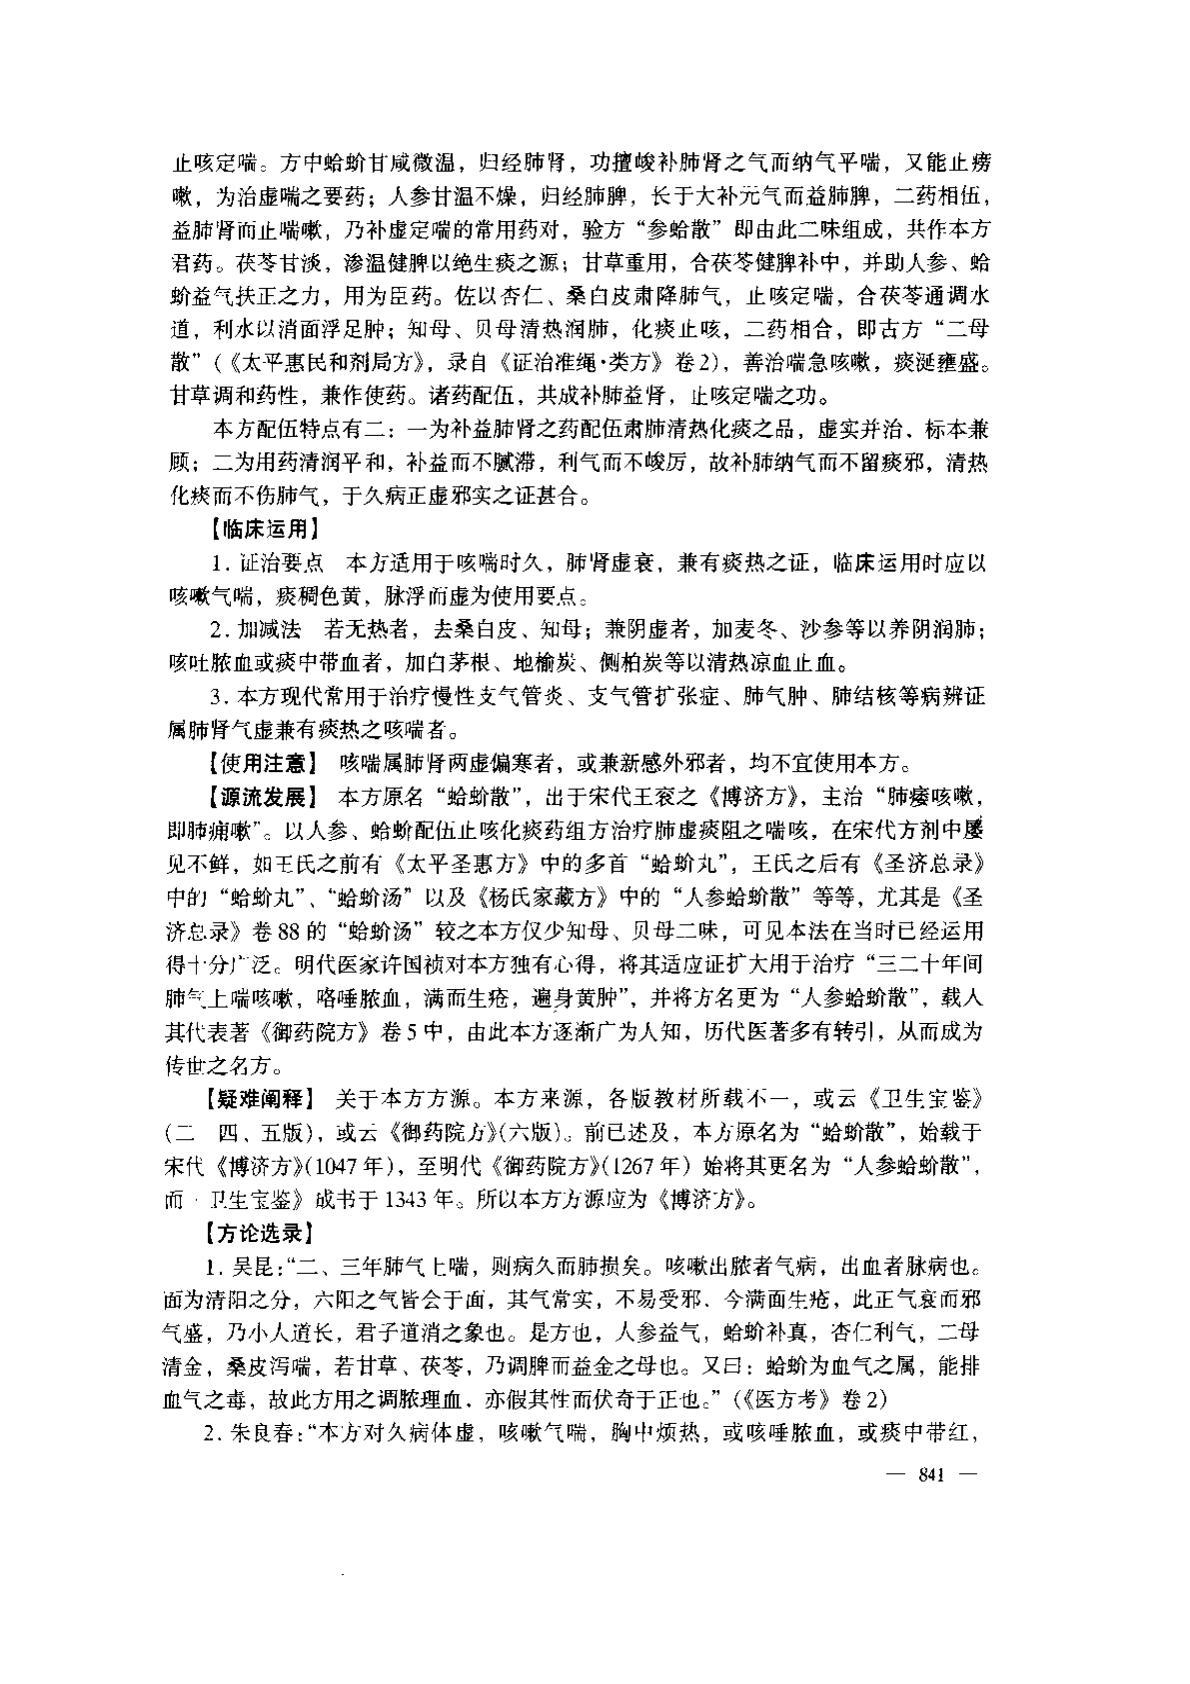 止咳定喘。方中蛤蚧甘咸微温，归经肺肾，功擅峻补肺肾之气而纳气平喘，又能止痨
嗽，为治虚喘之要药；人参甘温不燥，归经肺脾，长于大补元气而益肺脾，二药相伍，
益肺肾而止喘嗽，乃补虚定喘的常用药对，验方“参蛤散”即由此二味组成，共作本方
君药。茯苓甘淡，渗温健脾以绝生痰之源；甘草重用，合茯苓健脾补中，并助人参、蛤
蚧益气扶正之力，用为臣药。佐以杏仁、桑白皮肃降肺气，止咳定喘，合茯苓通调水
道，利水以消面浮足肿；知母、贝母清热润肺，化痰止咳，二药相合，即古方“二母
散”(《太平惠民和剂局方》，录自《证治准绳·类方》卷2)，善治喘急咳嗽，痰涎壅盛。
甘草调和药性，兼作使药。诸药配伍，共成补肺益肾，止咳定喘之功。
本方配伍特点有二：一为补益肺肾之药配伍肃肺清热化痰之品，虚实并治、标本兼
顾；二为用药清润平和，补益而不腻滞，利气而不峻厉，故补肺纳气而不留痰邪，清热
化痰而不伤肺气，于久病正虚邪实之证甚合。
【临床运用】
1. 证治要点 本方适用于咳喘时久，肺肾虚衰，兼有痰热之证，临床运用时应以
咳嗽气喘，痰稠色黄，脉浮而虚为使用要点。
2. 加减法 若无热者，去桑白皮、知母；兼阴虚者，加麦冬、沙参等以养阴润肺；
咳吐脓血或痰中带血者，加白茅根、地榆炭、侧柏炭等以清热凉血止血。
3. 本方现代常用于治疗慢性支气管炎、支气管扩张症、肺气肿、肺结核等病辨证
属肺肾气虚兼有痰热之咳喘者。
【使用注意】 咳喘属肺肾两虚偏寒者，或兼新感外邪者，均不宜使用本方。
【源流发展】 本方原名“蛤蚧散”，出于宋代王衮之《博济方》，主治“肺痿咳嗽，
即肺痈嗽”。以人参、蛤蚧配伍止咳化痰药组方治疗肺虚痰阻之喘咳，在宋代方剂中屡
见不鲜，如王氏之前有《太平圣惠方》中的多首“蛤蚧丸”，王氏之后有《圣济总录》
中的“蛤蚧丸”、“蛤蚧汤”以及《杨氏家藏方》中的“人参蛤蚧散”等等，尤其是《圣
济总录》卷88的“蛤蚧汤”较之本方仅少知母、贝母二味，可见本法在当时已经运用
得十分广泛。明代医家许国祯对本方独有心得，将其适应证扩大用于治疗“三二十年间
肺气上喘咳嗽，咯唾脓血，满而生疮，遍身黄肿”，并将方名更为“人参蛤蚧散”，载入
其代表著《御药院方》卷5中，由此本方逐渐广为人知，历代医著多有转引，从而成为
传世之名方。
【疑难阐释】 关于本方方源。本方来源，各版教材所载不一，或云《卫生宝鉴》
(二 四、五版)，或云《御药院方》(六版)。前已述及，本方原名为“蛤蚧散”，始载于
宋代《博济方》(1047年)，至明代《御药院方》(1267年) 始将其更名为“人参蛤蚧散”，
而 卫生宝鉴》成书于1343年。所以本方方源应为《博济方》。
【方论选录】
1. 吴昆：“二、三年肺气上喘，则病久而肺损矣。咳嗽出脓者气病，出血者脉病也。
面为清阳之分，六阳之气皆会于面，其气常实，不易受邪．今满面生疮，此正气衰而邪
气盛，乃小人道长，君子道消之象也。是方也，人参益气，蛤蚧补真，杏仁利气，二母
清金，桑皮泻喘，若甘草、茯苓，乃调脾而益金之母也。又曰：蛤蚧为血气之属，能排
血气之毒，故此方用之调脓理血．亦假其性而伏奇于正也。”(《医方考》卷2)
2. 朱良春：“本方对久病体虚，咳嗽气喘，胸中烦热，或咳唾脓血，或痰中带红，
— 841 —